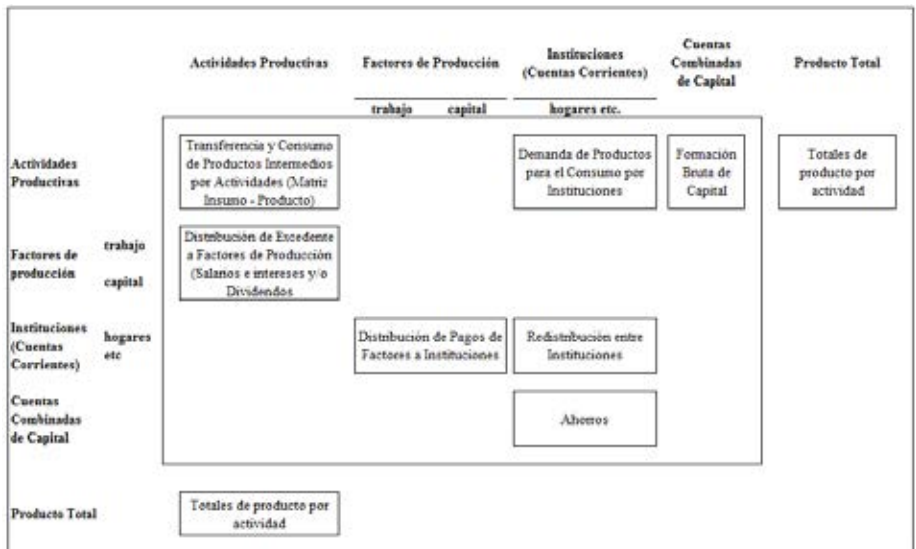 Actividades Productivas
Factores de Producción
Instituciones
(Cuentas Corrientes)
Cuentas
Combinadas
de Capital
Producto Total
trabajo
capital
hogares etc.
Actividades
Productivas
Transferencia y Consumo
de Productos Intermedios
por Actividades (Matriz
Insumo - Producto)
Demanda de Productos
para el Consumo por
Instituciones
Formación
Bruta de
Capital
Totales de
producto por
actividad
Factores de
producción
trabajo
capital
Distribución de Excedente
a Factores de Producción
(Salarios e intereses y/o
Dividendos
Instituciones
(Cuentas
Corrientes)
hogares
etc
Distribución de Pagos de
Factores a Instituciones
Redistribución entre
Instituciones
Cuentas
Combinadas
de Capital
Ahorros
Producto Total
Totales de producto por
actividad